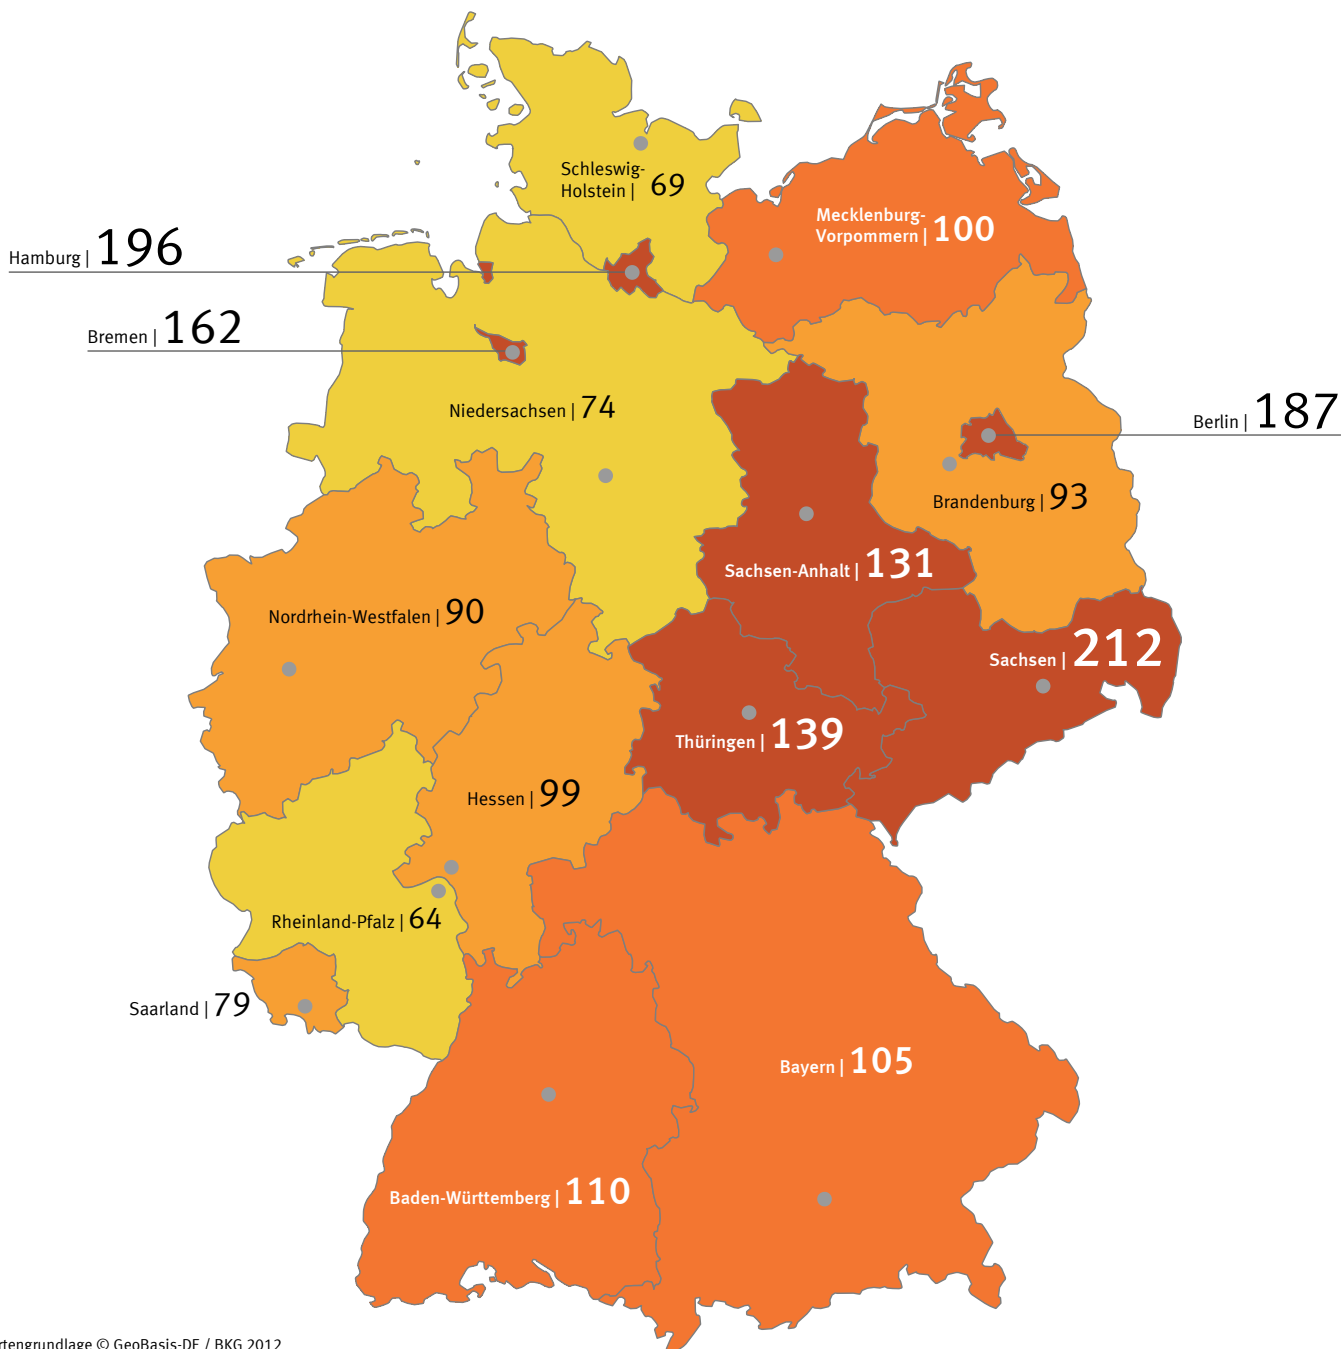 Schleswig-
Holstein | 69
Mecklenburg-
Vorpommern | 100
Hamburg | 196
Bremen | 162
Niedersachsen | 74
Berlin | 187
Brandenburg | 93
Sachsen-Anhalt | 131
Nordrhein-Westfalen | 90
Sachsen | 212
Thüringen | 139
Hessen | 99
Rheinland-Pfalz | 64
Saarland | 79
Bayern | 105
Baden-Württemberg | 110
rtengrundlage © GeoBasis-DE / BKG 2012